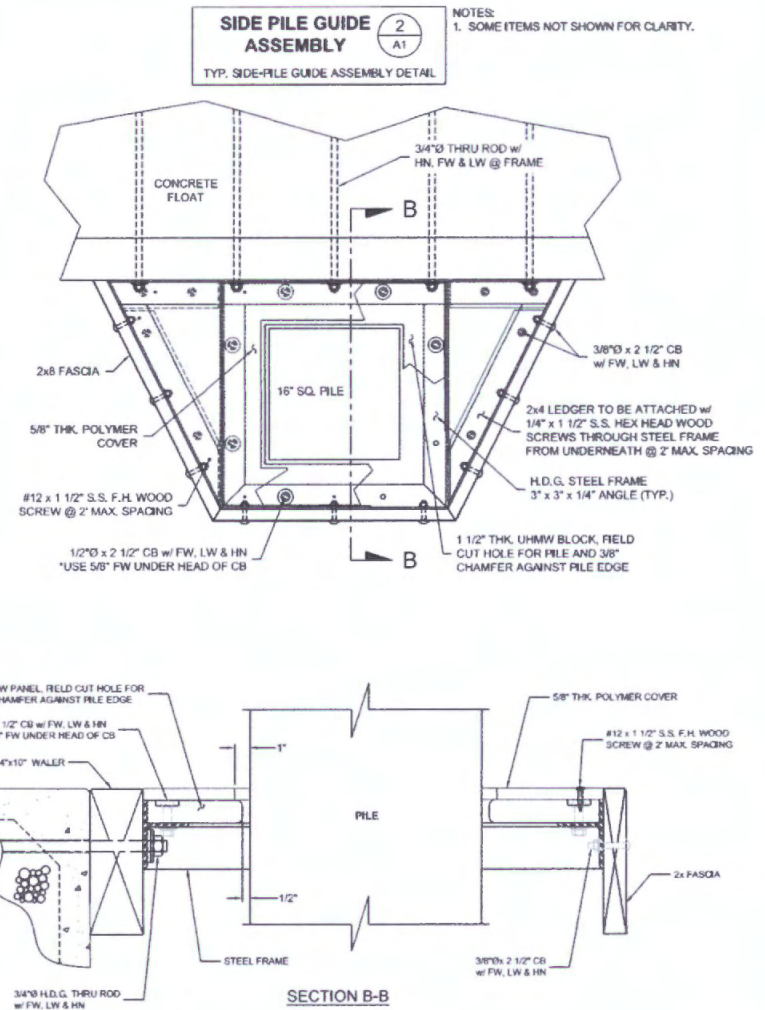 SIDE PILE GUIDE
ASSEMBLY
2
A1
TYP. SIDE-PILE GUIDE ASSEMBLY DETAIL
NOTES:
1. SOME ITEMS NOT SHOWN FOR CLARITY.
3/4"Ø THRU ROD w/
HN, FW & LW @ FRAME
CONCRETE
FLOAT
B
3/8"Ø x 2 1/2" CB
w/ FW, LW & HN
2x8 FASCIA
16" SQ. PILE
5/8" THK. POLYMER
COVER
2x4 LEDGER TO BE ATTACHED w/
1/4" x 1 1/2" S.S. HEX HEAD WOOD
SCREWS THROUGH STEEL FRAME
FROM UNDERNEATH @ 2' MAX. SPACING
#12 x 1 1/2" S.S. F.H. WOOD
SCREW @ 2' MAX. SPACING
H.D.G. STEEL FRAME
3" x 3" x 1/4" ANGLE (TYP.)
1/2"Ø x 2 1/2" CB w/ FW, LW & HN
*USE 5/8" FW UNDER HEAD OF CB
B
1 1/2" THK. UHMW BLOCK, FIELD
CUT HOLE FOR PILE AND 3/8"
CHAMFER AGAINST PILE EDGE
W PANEL, FIELD CUT HOLE FOR
CHAMFER AGAINST PILE EDGE
1/2" CB w/ FW, LW & HN
" FW UNDER HEAD OF CB
4"x10" WALER
1"
5/8" THK. POLYMER COVER
#12 x 1 1/2" S.S. F.H. WOOD
SCREW @ 2' MAX. SPACING
PILE
1/2"
2x FASCIA
STEEL FRAME
3/8"Øx 2 1/2" CB
w/ FW, LW & HN
3/4"Ø H.D.G. THRU ROD
w/ FW, LW & HN
SECTION B-B